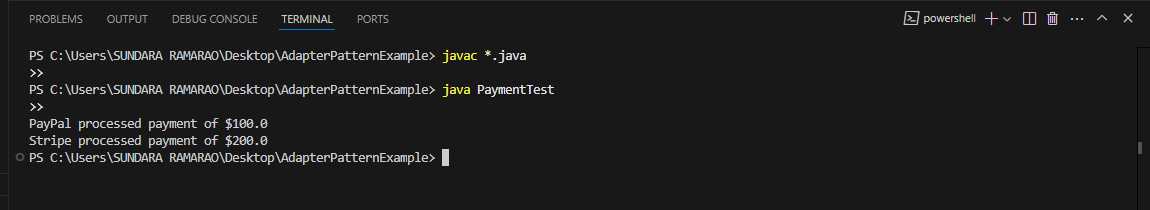 PROBLEMS OUTPUT DEBUG CONSOLE TERMINAL PORTS powershell
PS C:\Users\SUNDARA RAMARAO\Desktop\AdapterPatternExample> javac *.java
>>
PS C:\Users\SUNDARA RAMARAO\Desktop\AdapterPatternExample> java PaymentTest
>>
PayPal processed payment of $100.0
Stripe processed payment of $200.0
PS C:\Users\SUNDARA RAMARAO\Desktop\AdapterPatternExample>